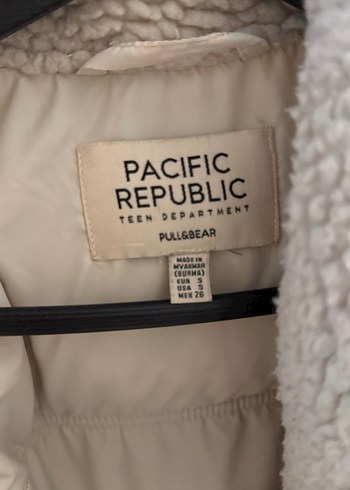 PACIFIC
REPUBLIC
TEEN DEPARTMENT
PULL&BEAR
MADE IN
MYANMAR
(BURMA)
EUR S
USA S
MEX 26